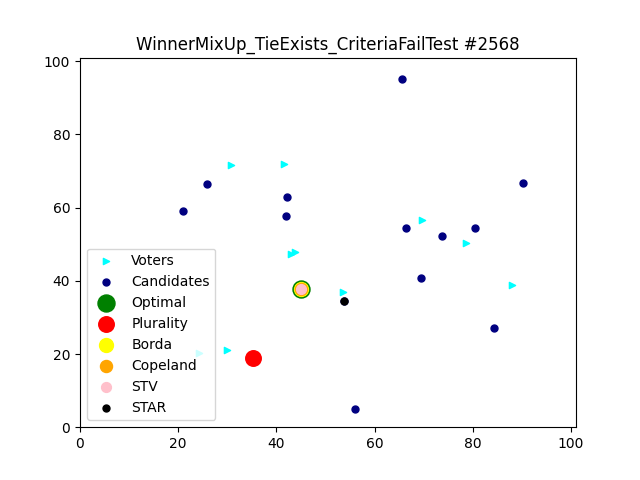 WinnerMixUp_TieExists_CriteriaFailTest #2568
100
80
60
40
20
0
Voters
Candidates
Optimal
Plurality
Borda
Copeland
STV
STAR
0 20 40 60 80 100